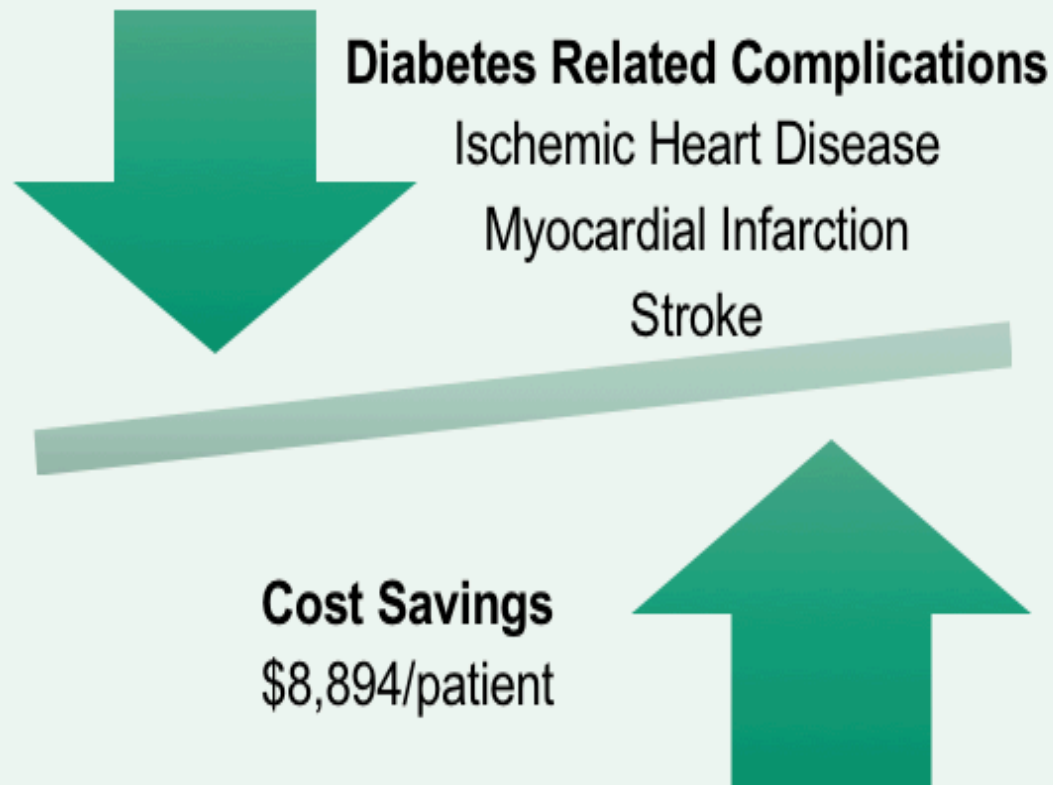 Diabetes Related Complications
Ischemic Heart Disease
Myocardial Infarction
Stroke
Cost Savings
$8,894/patient